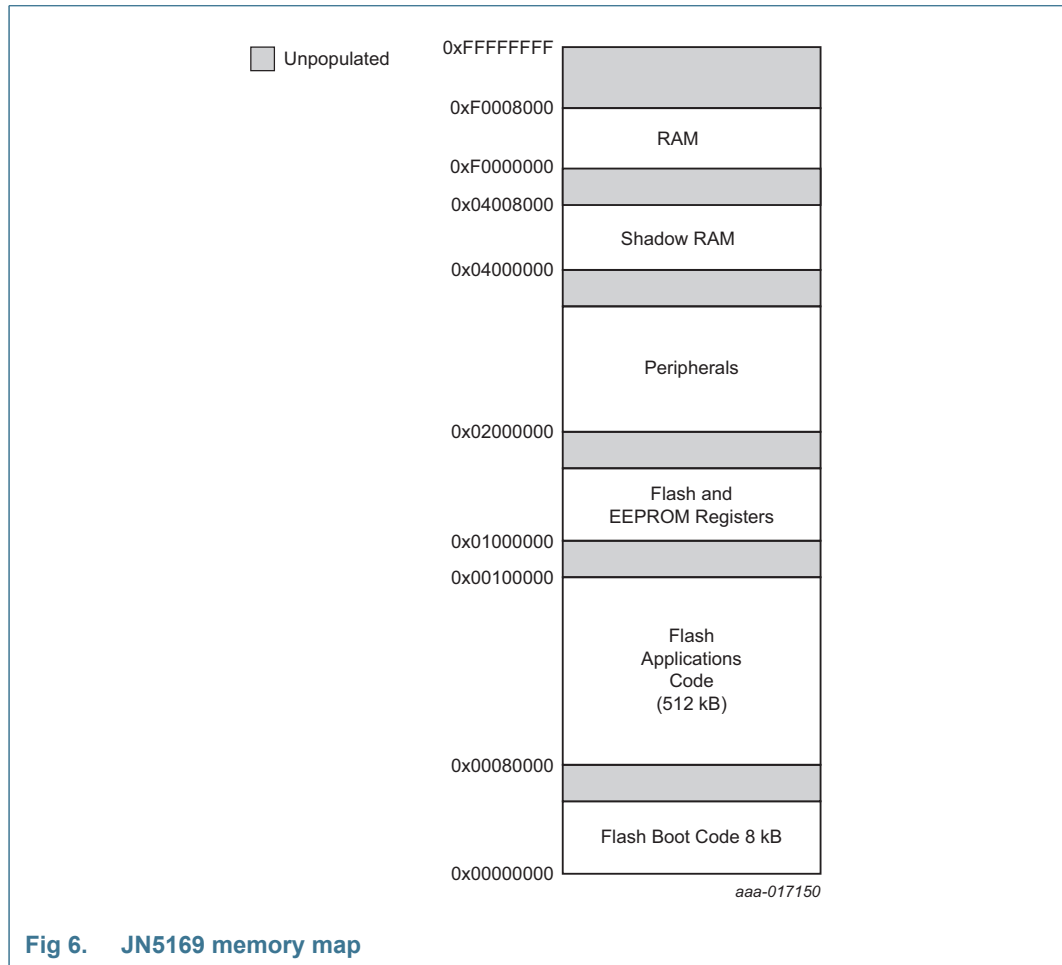 0xFFFFFFFF
Unpopulated
0xF0008000
RAM
0xF0000000
0x04008000
Shadow RAM
0x04000000
Peripherals
0x02000000
Flash and
EEPROM Registers
0x01000000
0x00100000
Flash
Applications
Code
(512 kB)
0x00080000
Flash Boot Code 8 kB
0x00000000
aaa-017150
Fig 6. JN5169 memory map